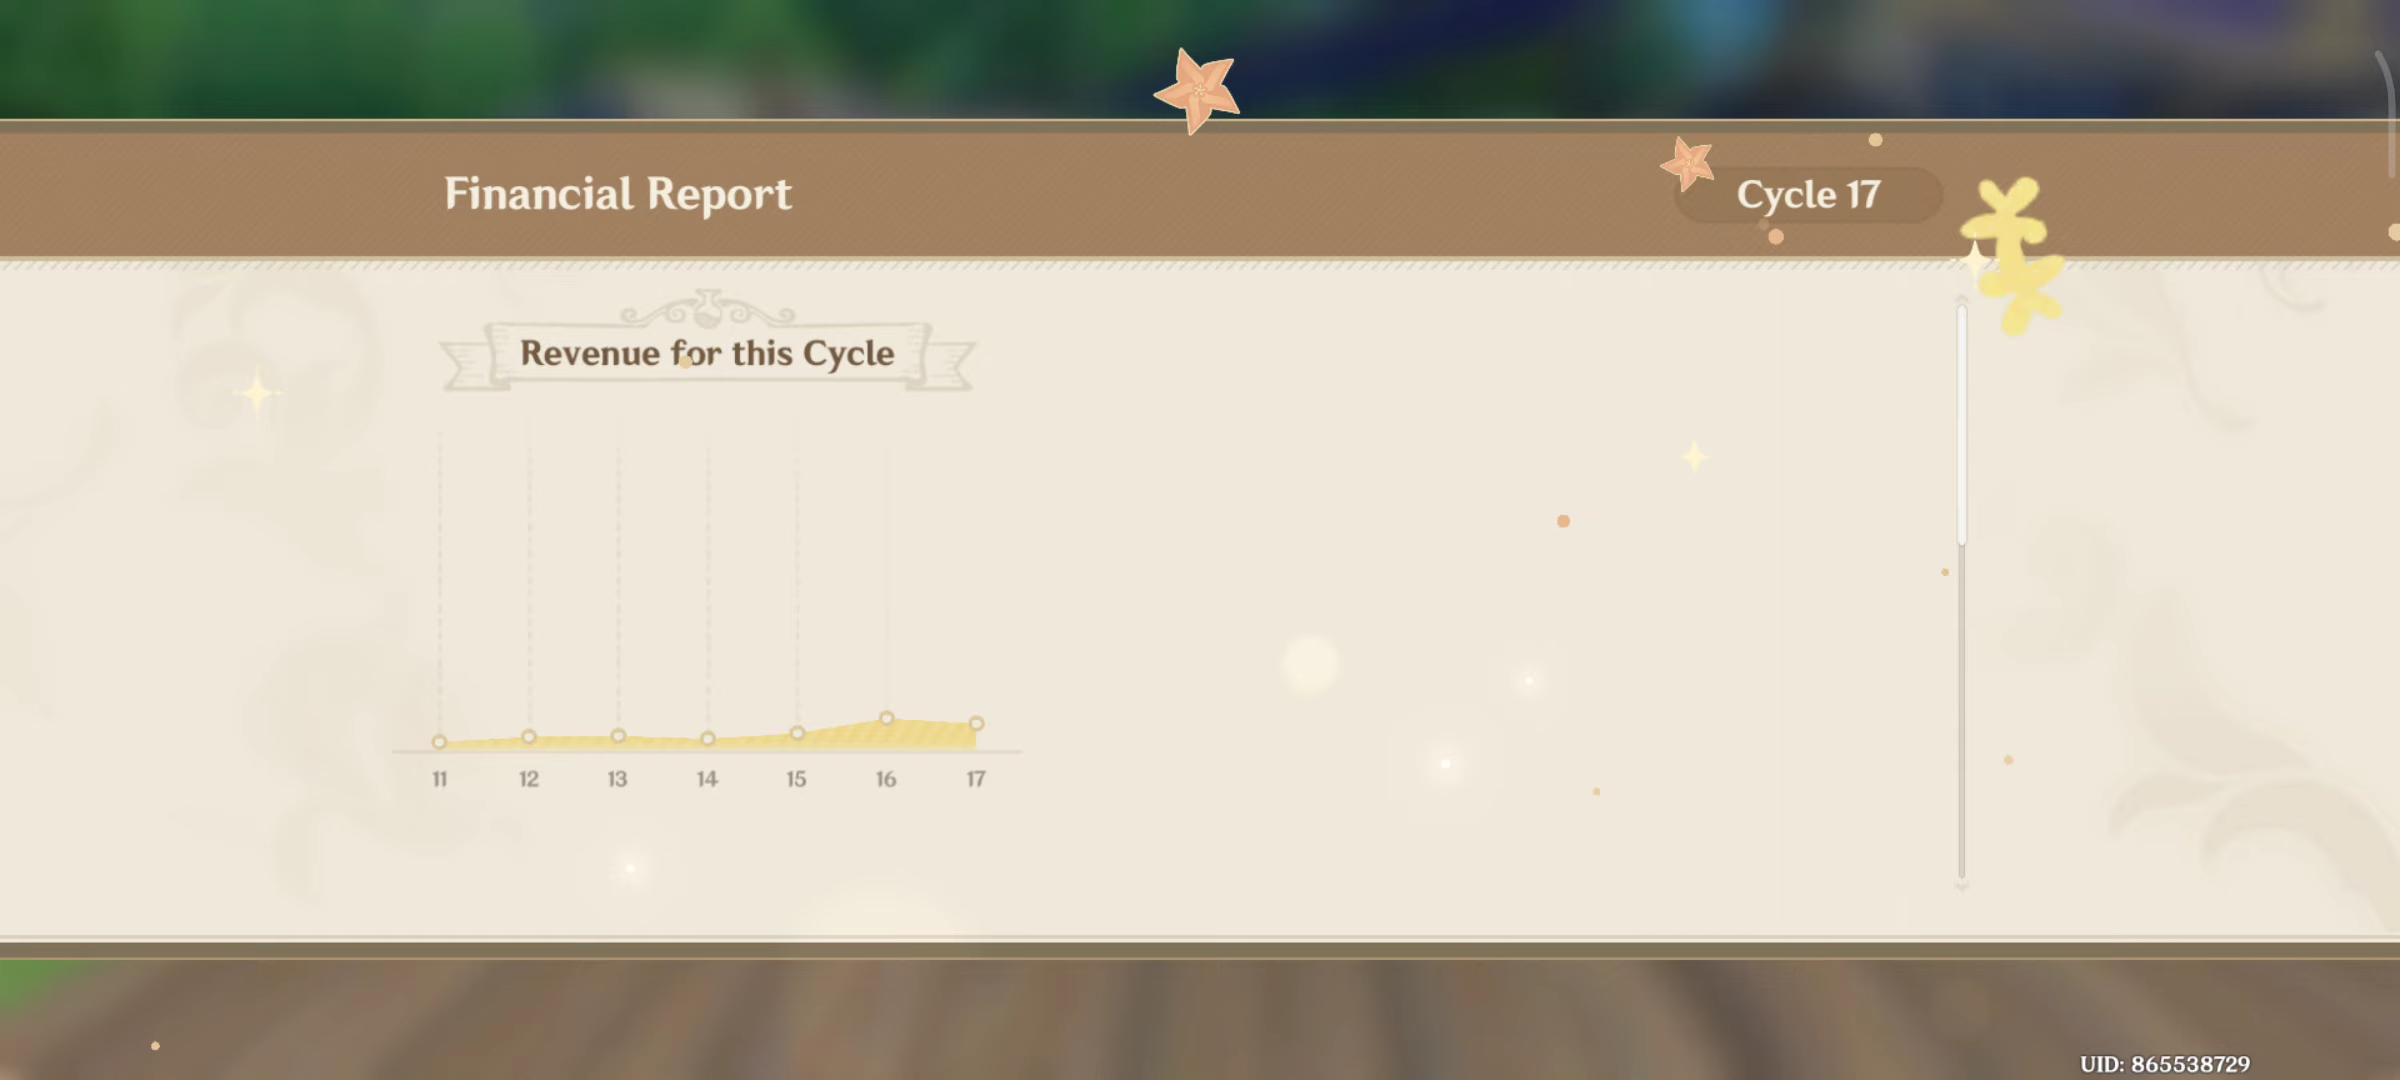 Financial Report
Cycle 17
Revenue for this Cycle
11 12 13 14 15 16 17
UID: 865538729